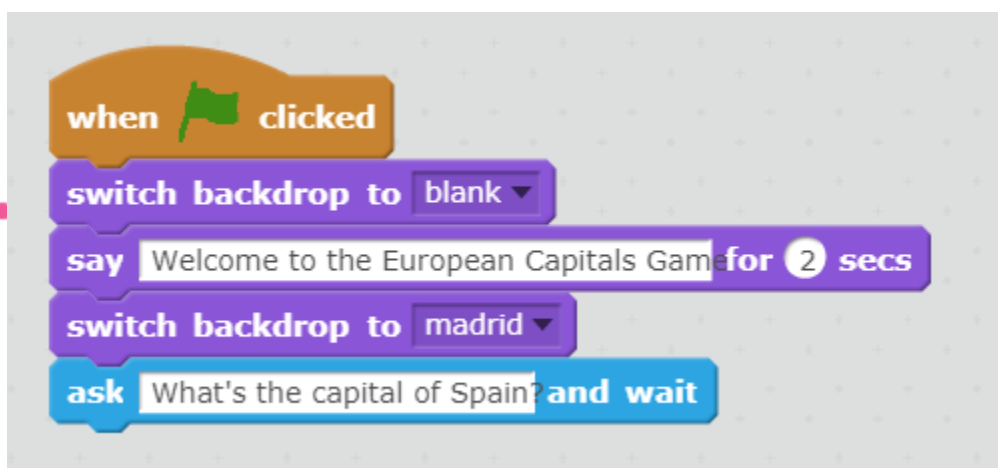 when clicked
switch backdrop to blank
say Welcome to the European Capitals Game for 2 secs
switch backdrop to madrid
ask What's the capital of Spain? and wait